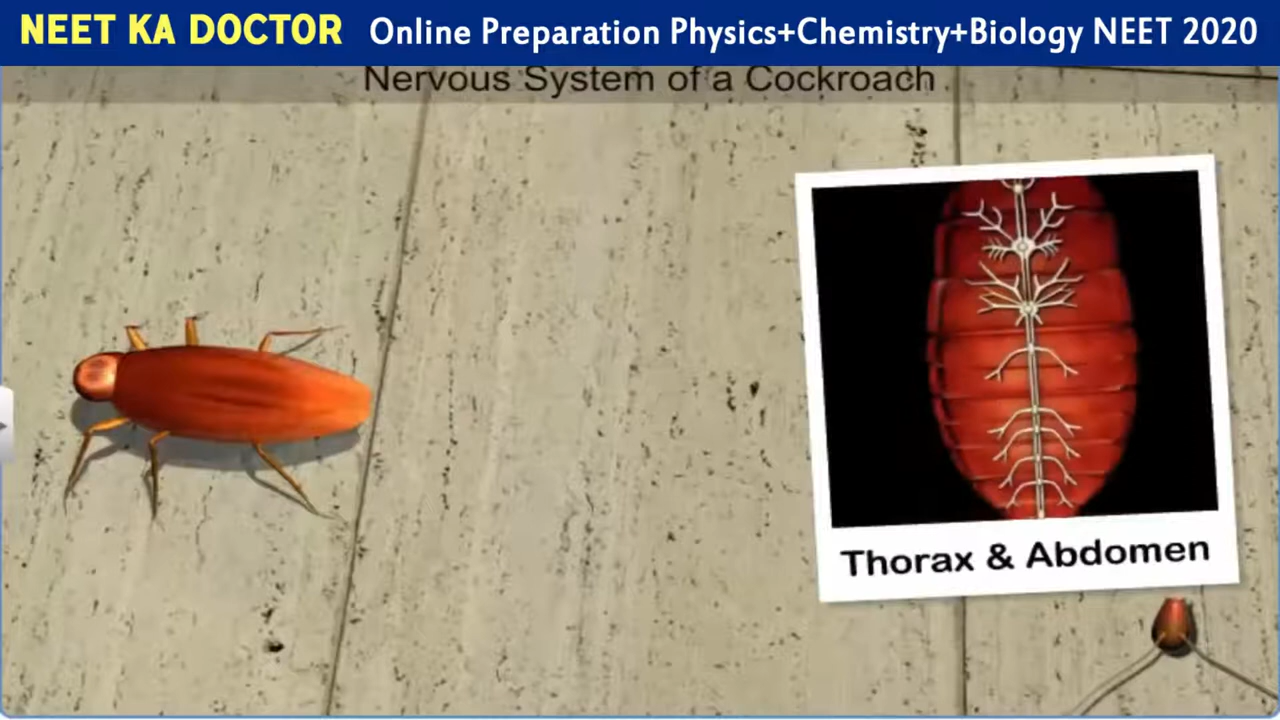 NEET KA DOCTOR Online Preparation Physics+Chemistry+Biology NEET 2020
Nervous System of a Cockroach
Thorax & Abdomen